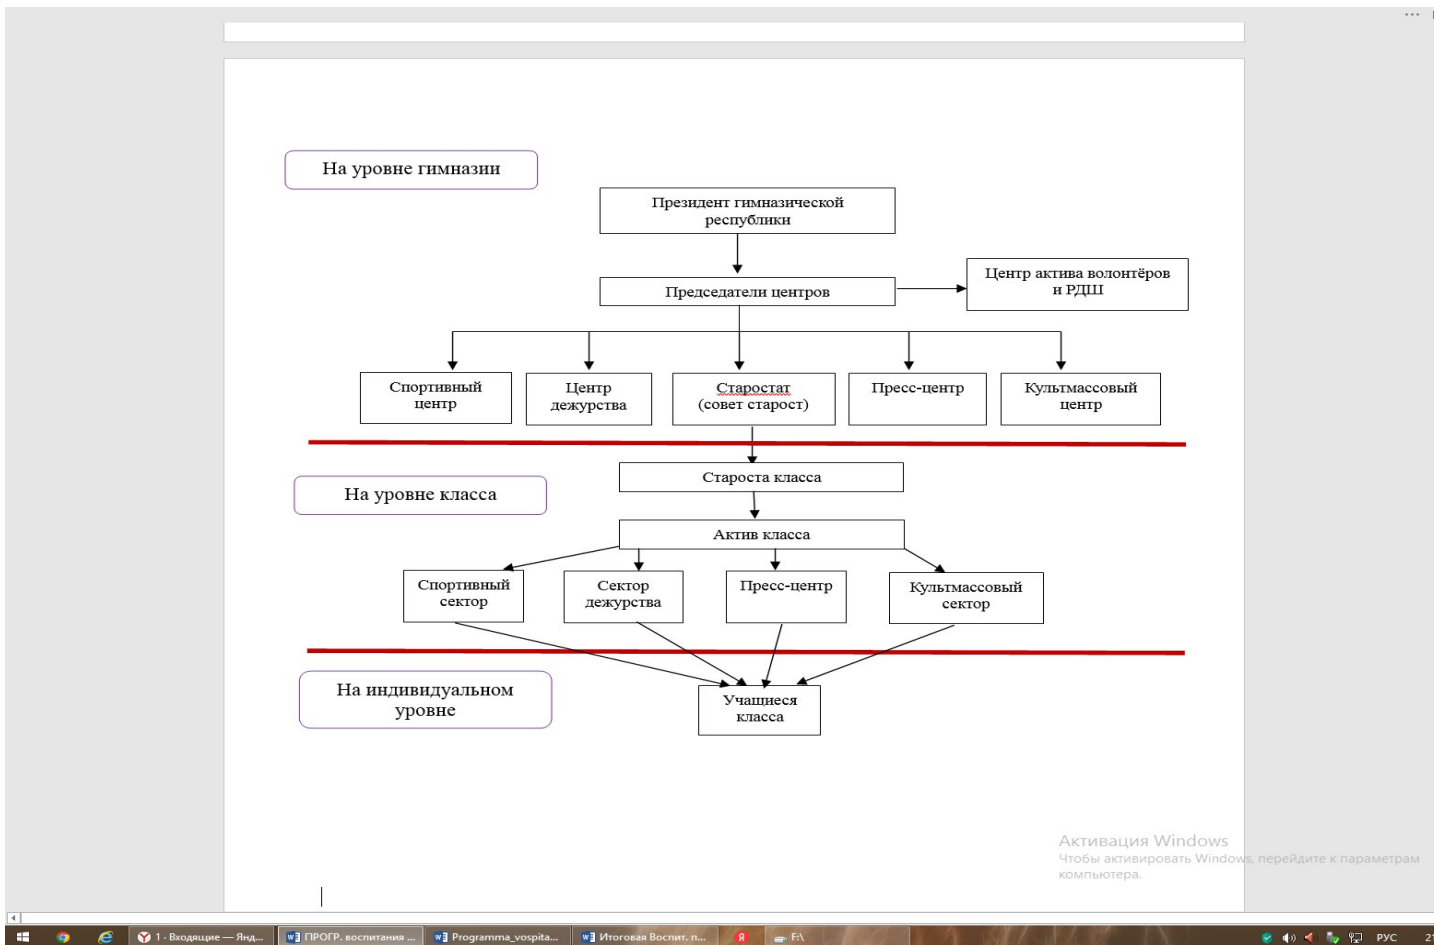 На уровне гимназии
Президент гимназической
республики
Центр актива волонтёров
и РДШ
Председатели центров
Спортивный
центр
Центр
дежурства
Старостат
(совет старост)
Пресс-центр
Культмассовый
центр
Староста класса
На уровне класса
Актив класса
Спортивный
сектор
Сектор
дежурства
Пресс-центр
Культмассовый
сектор
На индивидуальном
уровне
Учащиеся
класса
Активация Windows
Чтобы активировать Windows, перейдите к параметрам
компьютера.
1 - Входящие — Янд...
ПРОГР. воспитания ...
Programma_vospita...
Итоговая Воспит. п...
Я
F:\
РУС